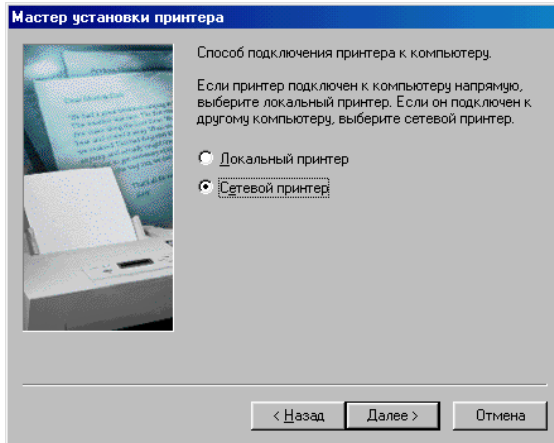 Мастер установки принтера
Способ подключения принтера к компьютеру.
Если принтер подключен к компьютеру напрямую,
выберите локальный принтер. Если он подключен к
другому компьютеру, выберите сетевой принтер.
Локальный принтер
Сетевой принтер
< Назад
Далее >
Отмена